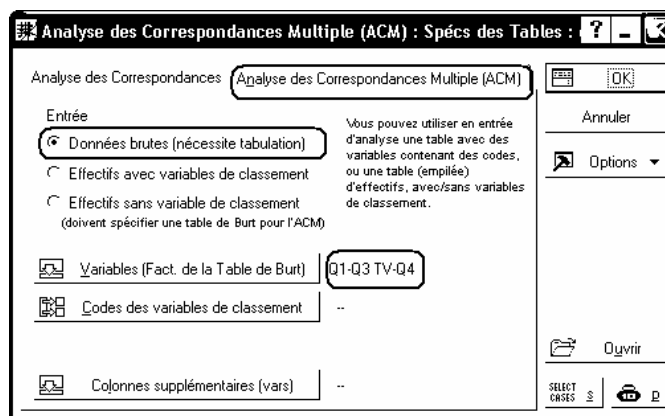 Analyse des Correspondances Multiple (ACM) : Spécs des Tables :
Analyse des Correspondances
Analyse des Correspondances Multiple (ACM)
OK
Entrée
Données brutes (nécessite tabulation)
Effectifs avec variables de classement
Effectifs sans variable de classement
(doivent spécifier une table de Burt pour l'ACM)
Vous pouvez utiliser en entrée
d'analyse une table avec des
variables contenant des codes,
ou une table (empilée)
d'effectifs, avec/sans variables
de classement.
Annuler
Options
Variables (Fact. de la Table de Burt)
Q1-Q3 TV-Q4
Codes des variables de classement
--
Ouvrir
Colonnes supplémentaires (vars)
--
SELECT
CASES S
D